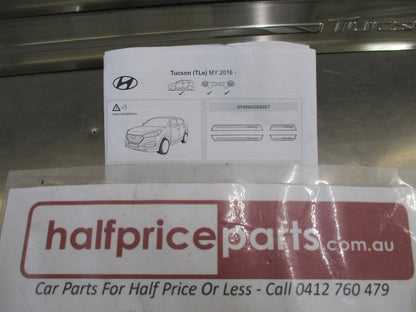 Tucson
Tucson (TLe) MY 2016 -
D7450ADE00ST
halfpriceparts.com.au
Car Parts For Half Price Or Less - Call 0412 760 479